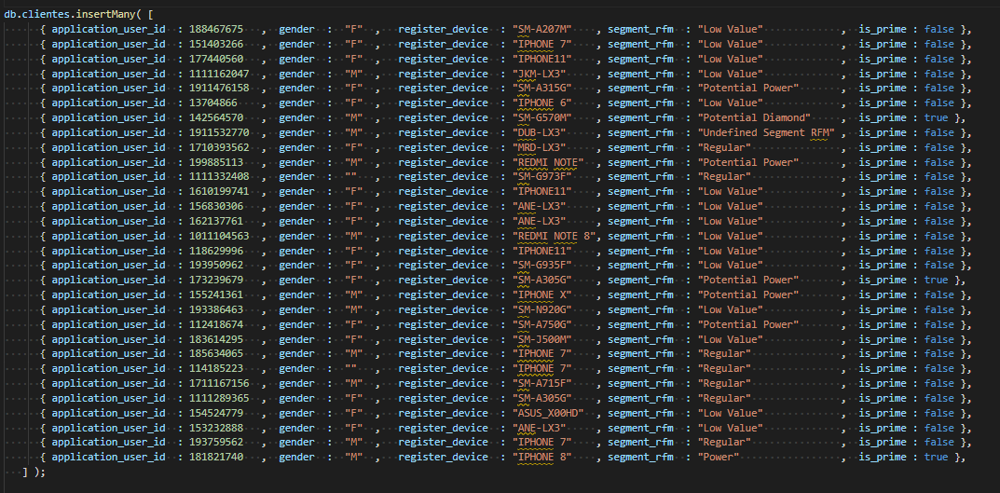 db.clientes.insertMany( [
{ application_user_id : 188467675 , gender : "F" , register_device : "SM-A207M" , segment_rfm : "Low Value" , is_prime : false },
{ application_user_id : 151403266 , gender : "F" , register_device : "IPHONE 7" , segment_rfm : "Low Value" , is_prime : false },
{ application_user_id : 177440560 , gender : "F" , register_device : "IPHONE11" , segment_rfm : "Low Value" , is_prime : false },
{ application_user_id : 1111162047 , gender : "M" , register_device : "JKM-LX3" , segment_rfm : "Low Value" , is_prime : false },
{ application_user_id : 1911476158 , gender : "F" , register_device : "SM-A315G" , segment_rfm : "Potential Power" , is_prime : false },
{ application_user_id : 13704866 , gender : "F" , register_device : "IPHONE 6" , segment_rfm : "Low Value" , is_prime : false },
{ application_user_id : 142564570 , gender : "M" , register_device : "SM-G570M" , segment_rfm : "Potential Diamond" , is_prime : true },
{ application_user_id : 1911532770 , gender : "M" , register_device : "DUB-LX3" , segment_rfm : "Undefined Segment RFM" , is_prime : false },
{ application_user_id : 1710393562 , gender : "F" , register_device : "MRD-LX3" , segment_rfm : "Regular" , is_prime : false },
{ application_user_id : 199885113 , gender : "M" , register_device : "REDMI NOTE" , segment_rfm : "Potential Power" , is_prime : false },
{ application_user_id : 1111332408 , gender : "" , register_device : "SM-G973F" , segment_rfm : "Regular" , is_prime : false },
{ application_user_id : 1610199741 , gender : "F" , register_device : "IPHONE11" , segment_rfm : "Low Value" , is_prime : false },
{ application_user_id : 156830306 , gender : "F" , register_device : "ANE-LX3" , segment_rfm : "Low Value" , is_prime : false },
{ application_user_id : 162137761 , gender : "F" , register_device : "ANE-LX3" , segment_rfm : "Low Value" , is_prime : false },
{ application_user_id : 1011104563 , gender : "M" , register_device : "REDMI NOTE 8", segment_rfm : "Low Value" , is_prime : false },
{ application_user_id : 118629996 , gender : "F" , register_device : "IPHONE11" , segment_rfm : "Low Value" , is_prime : false },
{ application_user_id : 193950962 , gender : "F" , register_device : "SM-G935F" , segment_rfm : "Low Value" , is_prime : false },
{ application_user_id : 173239679 , gender : "F" , register_device : "SM-A305G" , segment_rfm : "Potential Power" , is_prime : true },
{ application_user_id : 155241361 , gender : "M" , register_device : "IPHONE X" , segment_rfm : "Potential Power" , is_prime : false },
{ application_user_id : 193386463 , gender : "M" , register_device : "SM-N920G" , segment_rfm : "Low Value" , is_prime : false },
{ application_user_id : 112418674 , gender : "F" , register_device : "SM-A750G" , segment_rfm : "Potential Power" , is_prime : false },
{ application_user_id : 183614295 , gender : "F" , register_device : "SM-J500M" , segment_rfm : "Low Value" , is_prime : false },
{ application_user_id : 185634065 , gender : "M" , register_device : "IPHONE 7" , segment_rfm : "Regular" , is_prime : false },
{ application_user_id : 114185223 , gender : "" , register_device : "IPHONE 7" , segment_rfm : "Regular" , is_prime : false },
{ application_user_id : 1711167156 , gender : "M" , register_device : "SM-A715F" , segment_rfm : "Regular" , is_prime : false },
{ application_user_id : 1111289365 , gender : "F" , register_device : "SM-A305G" , segment_rfm : "Regular" , is_prime : false },
{ application_user_id : 154524779 , gender : "F" , register_device : "ASUS_X00HD" , segment_rfm : "Low Value" , is_prime : false },
{ application_user_id : 153232888 , gender : "F" , register_device : "ANE-LX3" , segment_rfm : "Low Value" , is_prime : false },
{ application_user_id : 193759562 , gender : "M" , register_device : "IPHONE 7" , segment_rfm : "Regular" , is_prime : false },
{ application_user_id : 181821740 , gender : "M" , register_device : "IPHONE 8" , segment_rfm : "Power" , is_prime : true },
] );